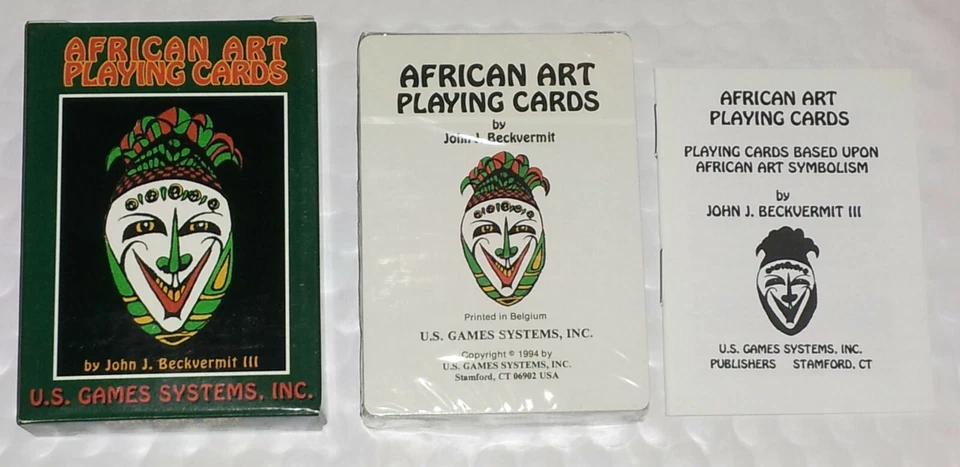 AFRICAN ART
PLAYING CARDS
by John J. Beckvermit III
U.S. GAMES SYSTEMS, INC.
AFRICAN ART
PLAYING CARDS
by
John J. Beckvermit
Printed in Belgium
U.S. GAMES SYSTEMS, INC.
Copyright © 1994 by
U.S. GAMES SYSTEMS, INC.
Stamford, CT 06902 USA
AFRICAN ART
PLAYING CARDS
PLAYING CARDS BASED UPON
AFRICAN ART SYMBOLISM
by
JOHN J. BECKVERMIT III
U.S. GAMES SYSTEMS, INC.
PUBLISHERS STAMFORD, CT